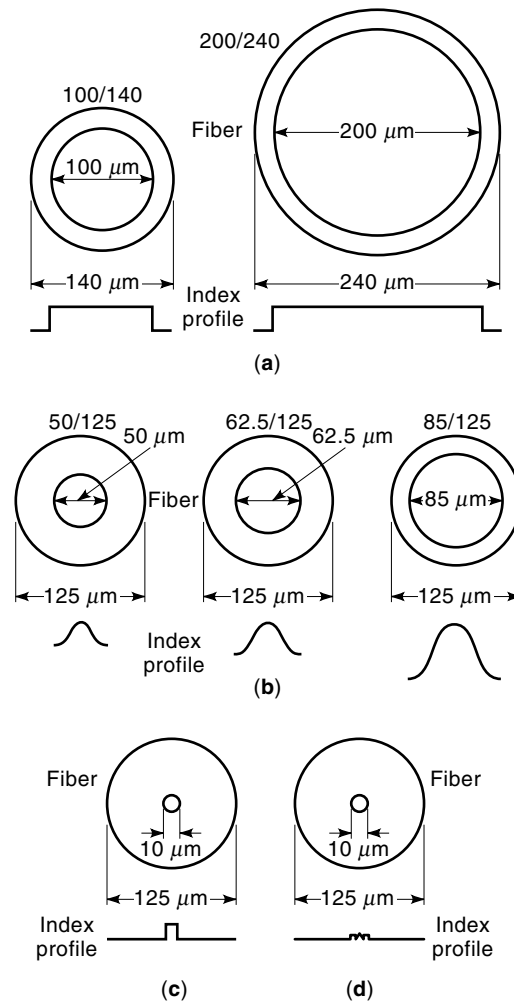 200/240
100/140
Fiber
100 μm
200 μm
140 μm
240 μm
Index
profile
(a)
50/125
62.5/125
85/125
50 μm
62.5 μm
Fiber
85 μm
125 μm
125 μm
125 μm
Index
profile
(b)
Fiber
Fiber
10 μm
10 μm
125 μm
125 μm
Index
profile
Index
profile
(c)
(d)